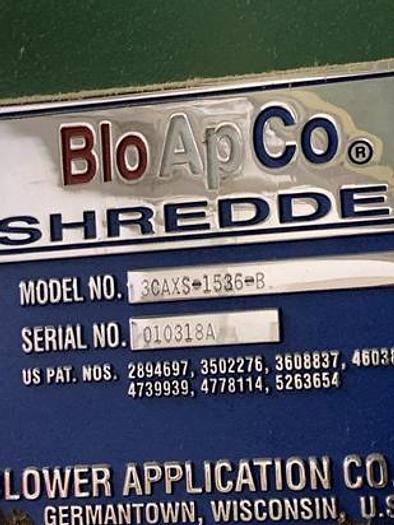 BloApCo®
SHREDDE
MODEL NO. 3CAXS-1536-B
SERIAL NO. 010318A
US PAT. NOS. 2894697, 3502276, 3608837, 46038
4739939, 4778114, 5263654
LOWER APPLICATION CO.
GERMANTOWN, WISCONSIN, U.S